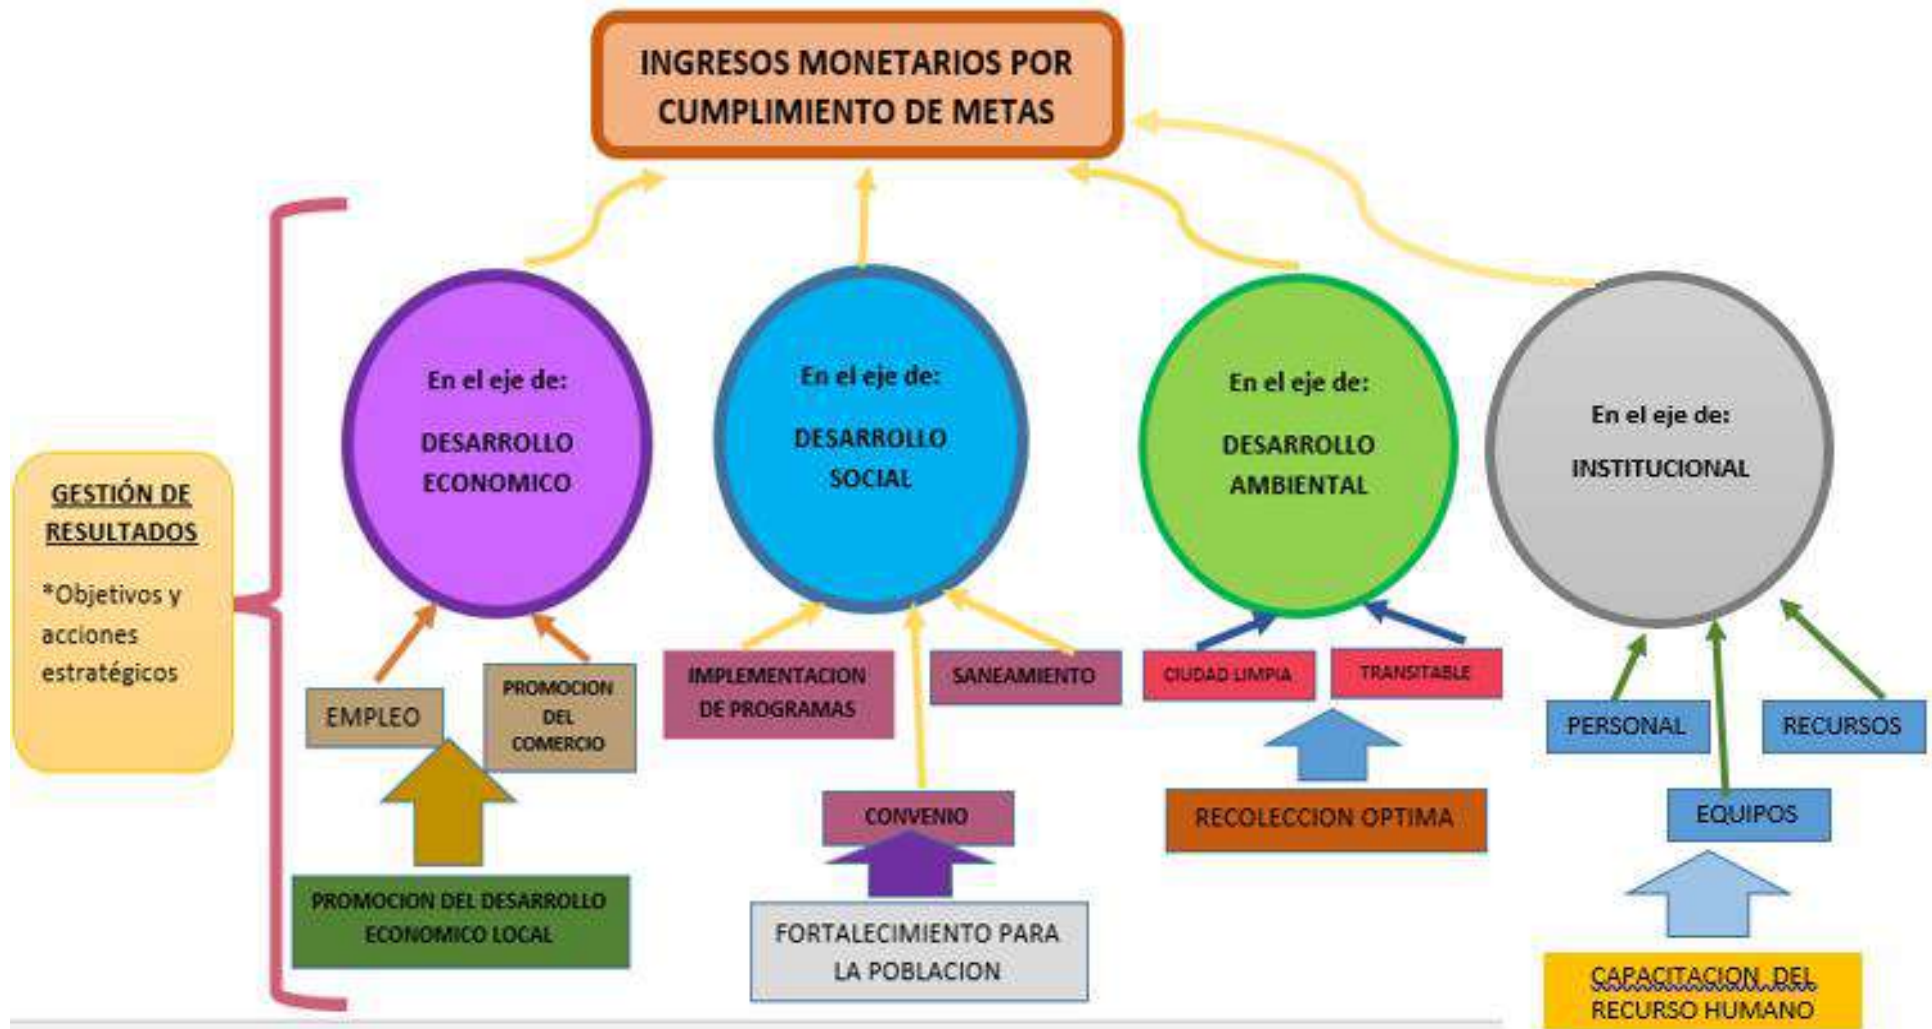 INGRESOS MONETARIOS POR
CUMPLIMIENTO DE METAS
GESTIÓN DE
RESULTADOS
*Objetivos y
acciones
estratégicos
En el eje de:
DESARROLLO
ECONOMICO
En el eje de:
DESARROLLO
SOCIAL
En el eje de:
DESARROLLO
AMBIENTAL
En el eje de:
INSTITUCIONAL
EMPLEO
PROMOCION
DEL
COMERCIO
IMPLEMENTACION
DE PROGRAMAS
SANEAMIENTO
CIUDAD LIMPIA
TRANSITABLE
PERSONAL
RECURSOS
CONVENIO
RECOLECCION OPTIMA
EQUIPOS
PROMOCION DEL DESARROLLO
ECONOMICO LOCAL
FORTALECIMIENTO PARA
LA POBLACION
CAPACITACION DEL
RECURSO HUMANO